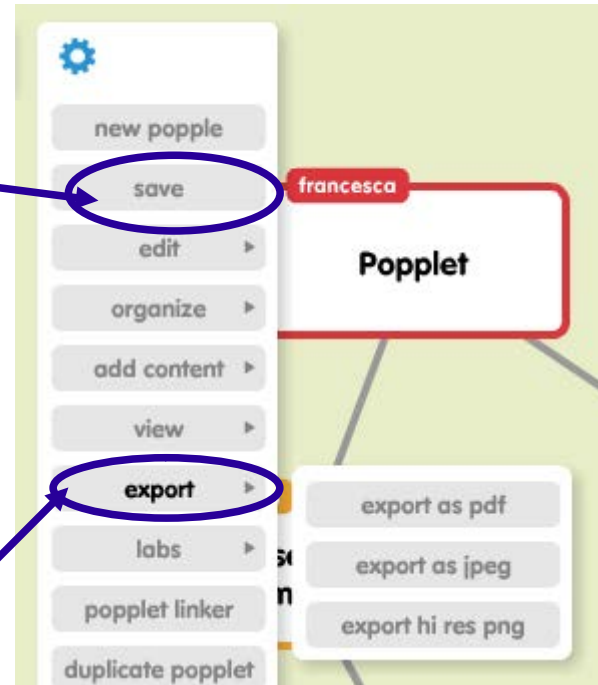 new popple
save
edit
organize
add content
view
export
labs
popplet linker
duplicate popplet
francesca
Popplet
export as pdf
export as jpeg
export hi res png